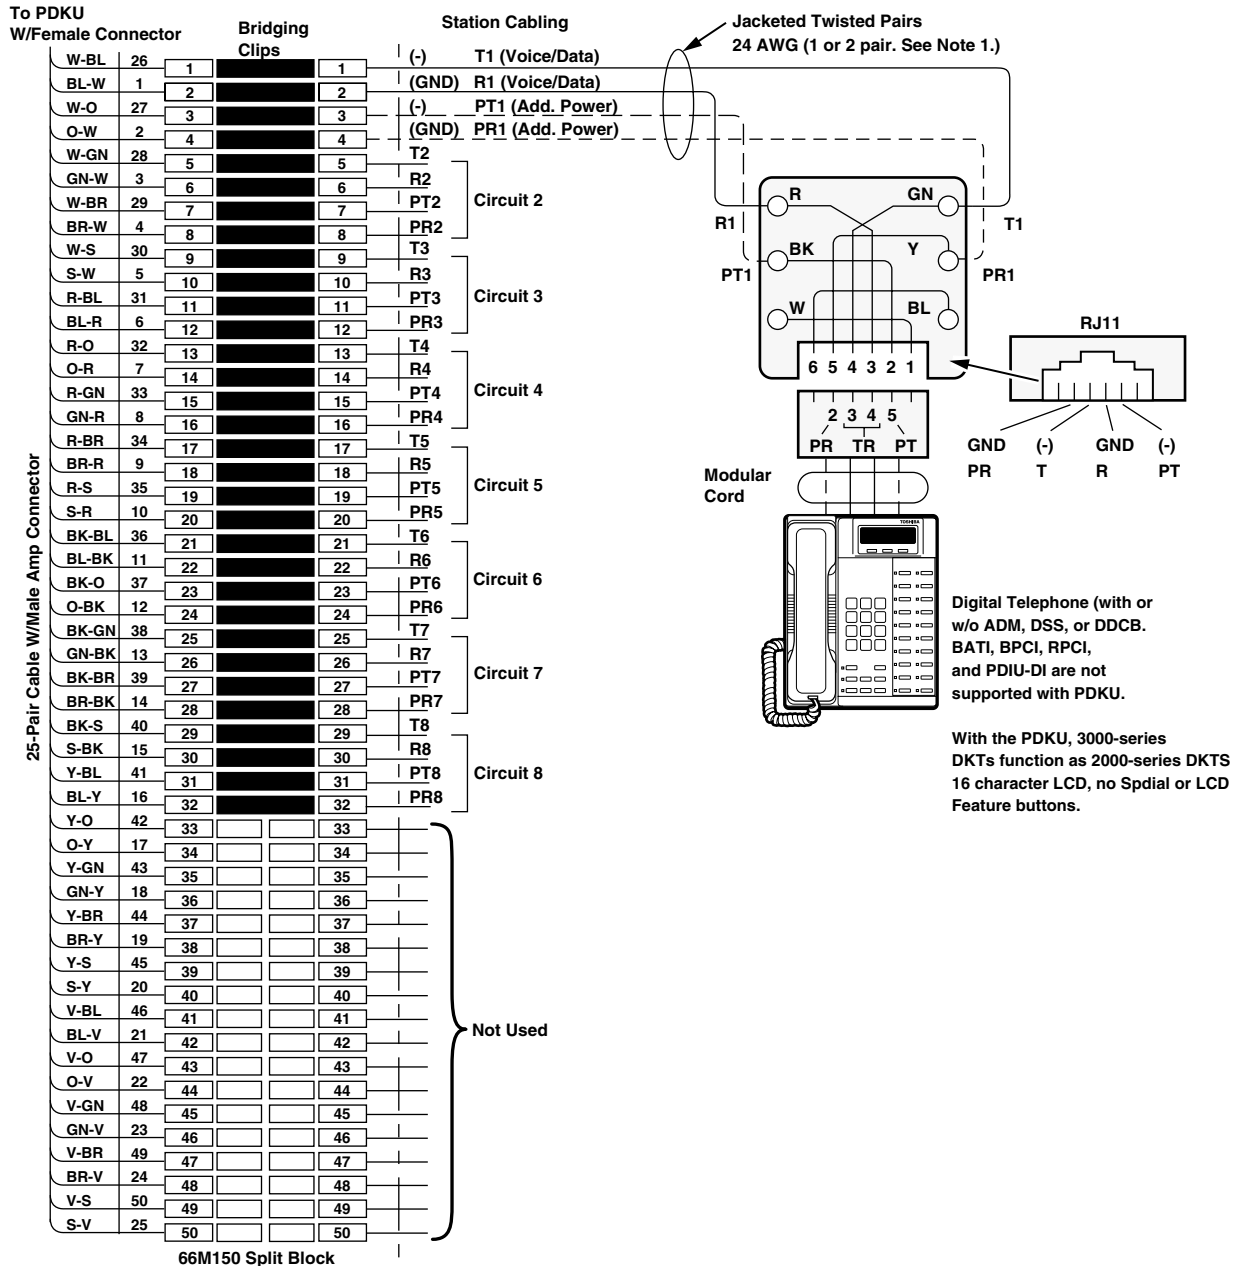 To PDKU
W/Female Connector
Bridging
Clips
Station Cabling
Jacketed Twisted Pairs
24 AWG (1 or 2 pair. See Note 1.)
W-BL 26 1 1 (-) T1 (Voice/Data)
BL-W 1 2 2 (GND) R1 (Voice/Data)
W-O 27 3 3 (-) PT1 (Add. Power)
O-W 2 4 4 (GND) PR1 (Add. Power)
W-GN 28 5 5 T2
GN-W 3 6 6 R2
W-BR 29 7 7 PT2
BR-W 4 8 8 PR2
Circuit 2
W-S 30 9 9 T3
S-W 5 10 10 R3
R-BL 31 11 11 PT3
BL-R 6 12 12 PR3
Circuit 3
R-O 32 13 13 T4
O-R 7 14 14 R4
R-GN 33 15 15 PT4
GN-R 8 16 16 PR4
Circuit 4
R-BR 34 17 17 T5
BR-R 9 18 18 R5
R-S 35 19 19 PT5
S-R 10 20 20 PR5
Circuit 5
BK-BL 36 21 21 T6
BL-BK 11 22 22 R6
BK-O 37 23 23 PT6
O-BK 12 24 24 PR6
Circuit 6
BK-GN 38 25 25 T7
GN-BK 13 26 26 R7
BK-BR 39 27 27 PT7
BR-BK 14 28 28 PR7
Circuit 7
BK-S 40 29 29 T8
S-BK 15 30 30 R8
Y-BL 41 31 31 PT8
BL-Y 16 32 32 PR8
Circuit 8
Y-O 42 33 33
O-Y 17 34 34
Y-GN 43 35 35
GN-Y 18 36 36
Y-BR 44 37 37
BR-Y 19 38 38
Y-S 45 39 39
S-Y 20 40 40
V-BL 46 41 41
BL-V 21 42 42
V-O 47 43 43
O-V 22 44 44
V-GN 48 45 45
GN-V 23 46 46
V-BR 49 47 47
BR-V 24 48 48
V-S 50 49 49
S-V 25 50 50
Not Used
66M150 Split Block
25-Pair Cable W/Male Amp Connector
R GN
R1 T1
BK Y
PT1 PR1
W BL
6 5 4 3 2 1
RJ11
GND (-) GND (-)
PR T R PT
2 3 4 5
PR TR PT
Modular
Cord
TOSHIBA
Digital Telephone (with or
w/o ADM, DSS, or DDCB.
BATI, BPCI, RPCI,
and PDIU-DI are not
supported with PDKU.
With the PDKU, 3000-series
DKTs function as 2000-series DKTS
16 character LCD, no Spdial or LCD
Feature buttons.